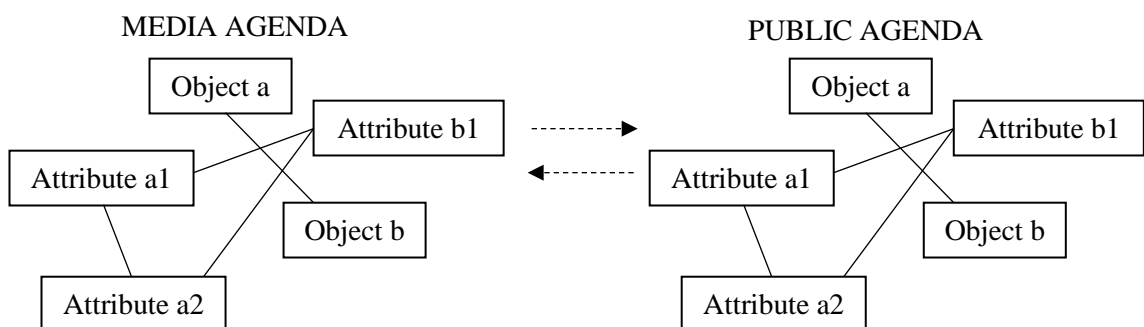 MEDIA AGENDA
Object a
Attribute b1
Attribute a1
Object b
Attribute a2
PUBLIC AGENDA
Object a
Attribute b1
Attribute a1
Object b
Attribute a2